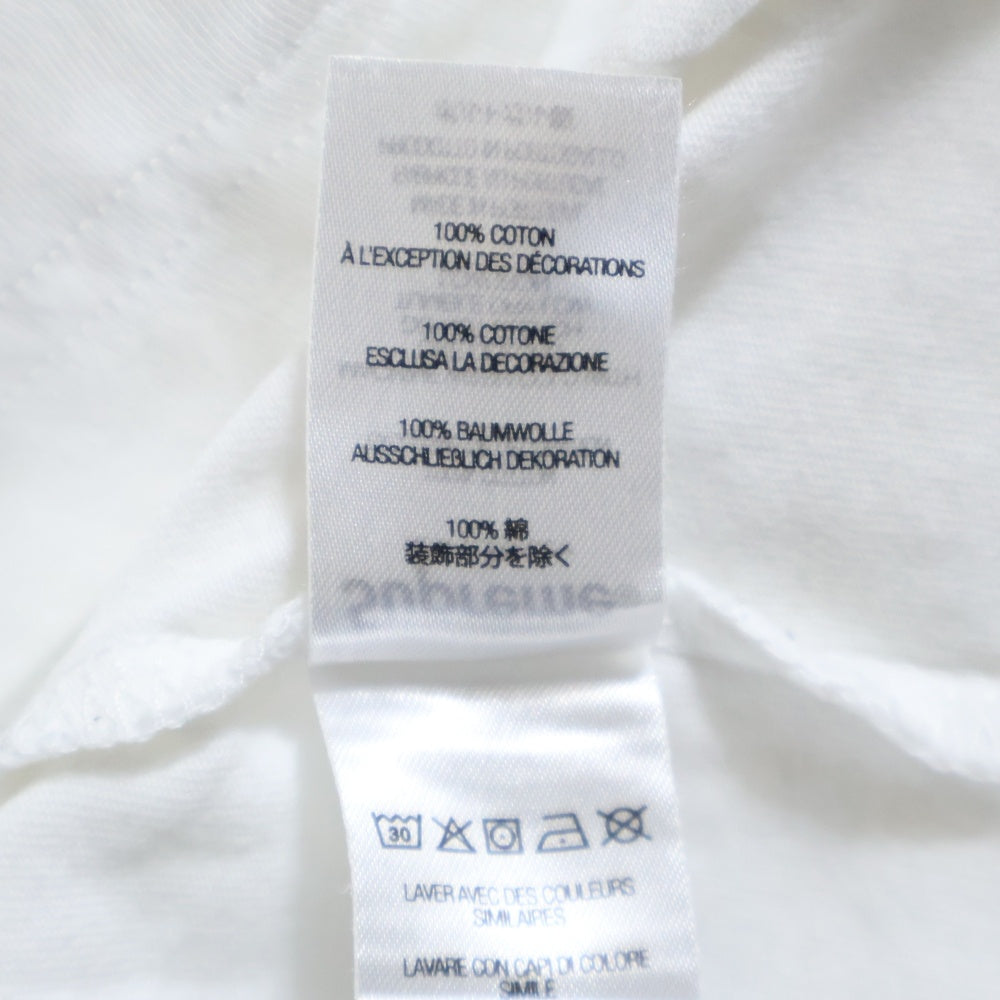 100% COTON
À L'EXCEPTION DES DÉCORATIONS
100% COTONE
ESCLUSA LA DECORAZIONE
100% BAUMWOLLE
AUSSCHLIEßLICH DEKORATION
100% 綿
装飾部分を除く
Supreme
30
LAVER AVEC DES COULEURS
SIMILAIRES
LAVARE CON CAPI DI COLORE
SIMILE